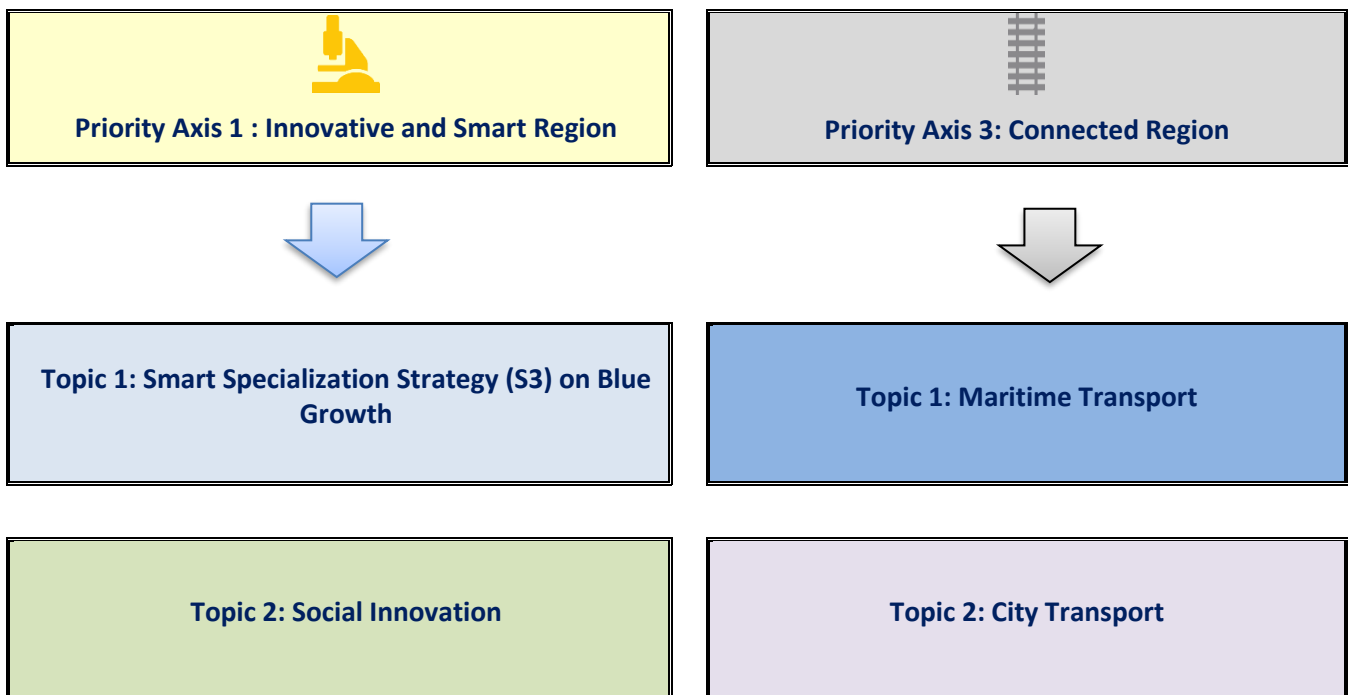 Priority Axis 1 : Innovative and Smart Region
Priority Axis 3: Connected Region
Topic 1: Smart Specialization Strategy (S3) on Blue
Growth
Topic 1: Maritime Transport
Topic 2: Social Innovation
Topic 2: City Transport